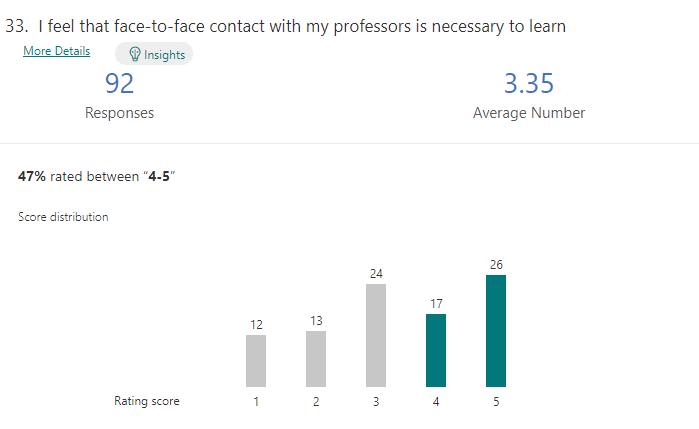 33. I feel that face-to-face contact with my professors is necessary to learn
More Details
Insights
92
Responses
3.35
Average Number
47% rated between "4-5"
Score distribution
12
13
24
17
26
Rating score 1 2 3 4 5